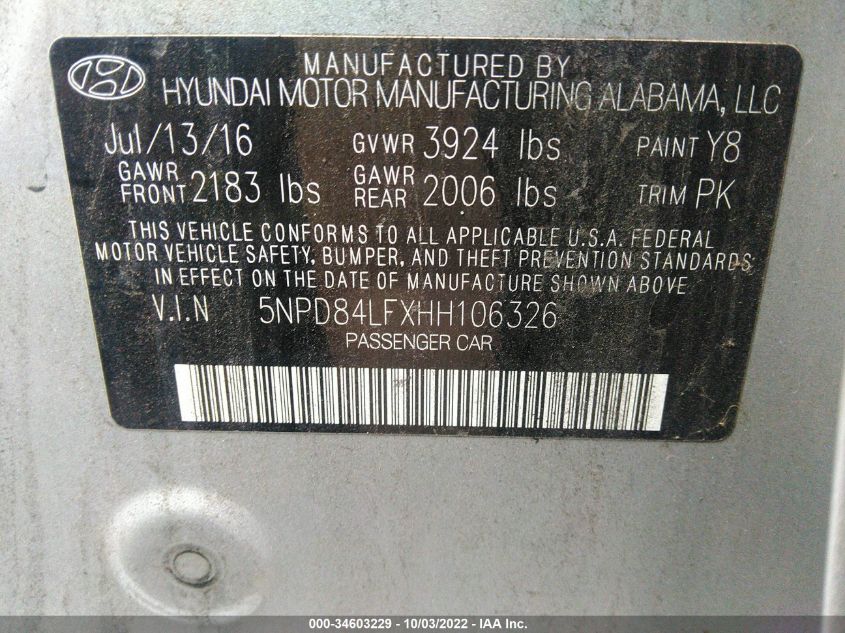 MANUFACTURED BY
HYUNDAI MOTOR MANUFACTURING ALABAMA, LLC
Jul/13/16 GVWR 3924 lbs PAINT Y8
GAWR FRONT 2183 lbs GAWR REAR 2006 lbs TRIM PK
THIS VEHICLE CONFORMS TO ALL APPLICABLE U.S.A. FEDERAL
MOTOR VEHICLE SAFETY, BUMPER, AND THEFT PREVENTION STANDARDS
IN EFFECT ON THE DATE OF MANUFACTURE SHOWN ABOVE
V.I.N 5NPD84LFXHH106326
PASSENGER CAR
000-34603229 - 10/03/2022 - IAA Inc.